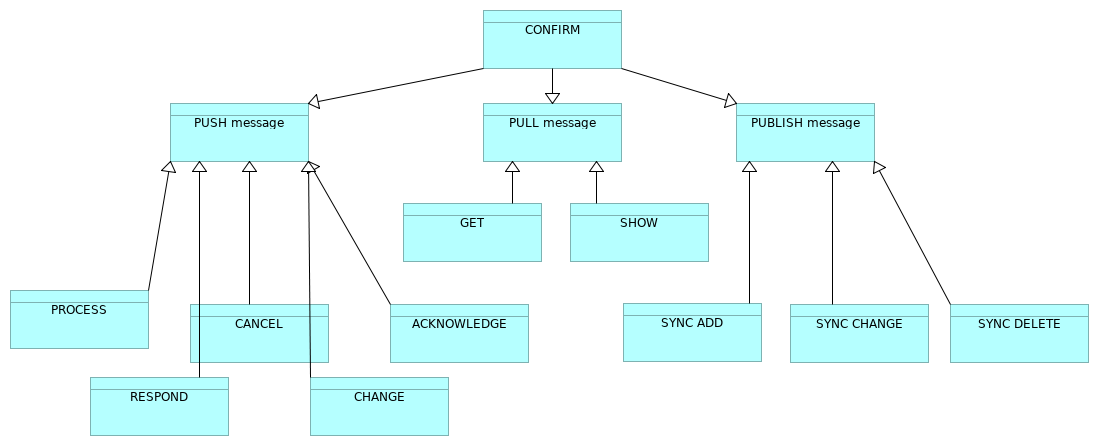 CONFIRM
PUSH message
PULL message
PUBLISH message
GET
SHOW
PROCESS
CANCEL
ACKNOWLEDGE
SYNC ADD
SYNC CHANGE
SYNC DELETE
RESPOND
CHANGE